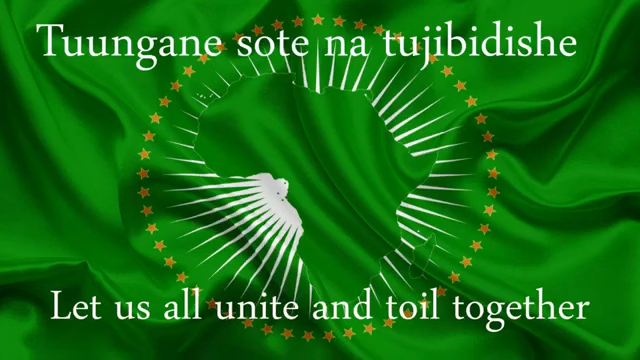 Tuungane sote na tujibidishe
Let us all unite and toil together